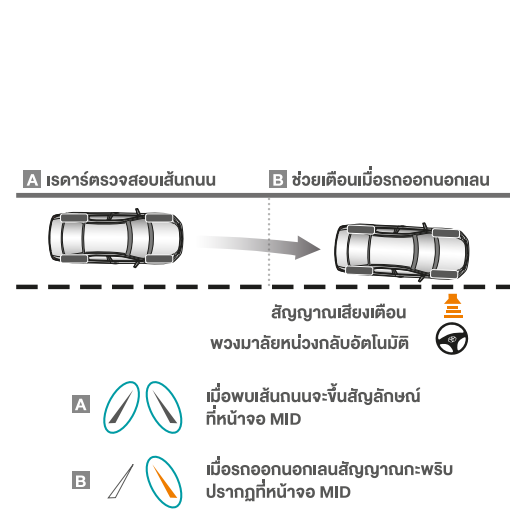 A เรดาร์ตรวจสอบเส้นถนน
B ช่วยเตือนเมื่อรถออกนอกเลน
สัญญาณเสียงเตือน
พวงมาลัยหน่วงกลับอัตโนมัติ
A เมื่อพบเส้นถนนจะขึ้นสัญลักษณ์
ที่หน้าจอ MID
B เมื่อรถออกนอกเลนสัญญาณกะพริบ
ปรากฏที่หน้าจอ MID